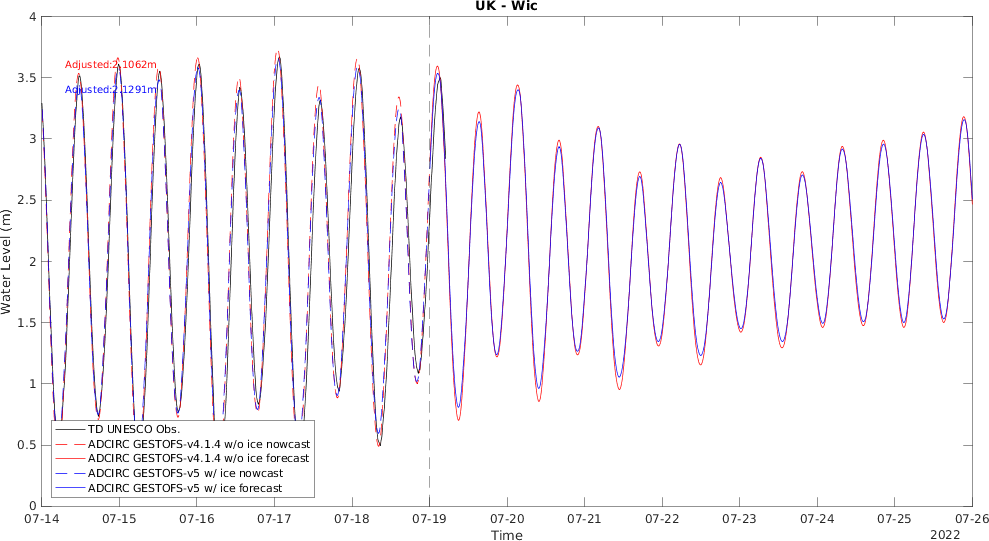 UK - Wic
4
3.5
3
2.5
2
1.5
1
0.5
0
Water Level (m)
Adjusted:2.1062m
Adjusted:2.1291m
TD UNESCO Obs.
ADCIRC GESTOFS-v4.1.4 w/o ice nowcast
ADCIRC GESTOFS-v4.1.4 w/o ice forecast
ADCIRC GESTOFS-v5 w/ ice nowcast
ADCIRC GESTOFS-v5 w/ ice forecast
07-14 07-15 07-16 07-17 07-18 07-19 07-20 07-21 07-22 07-23 07-24 07-25 07-26
Time
2022